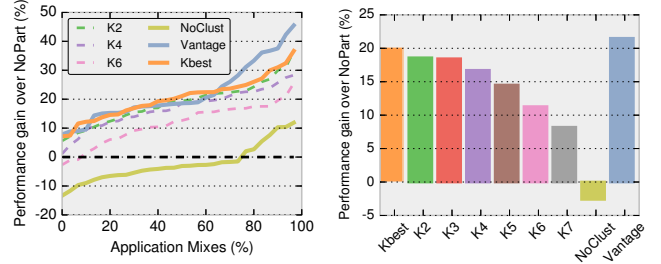 Performance gain over NoPart (%)
50
40
30
20
10
0
-10
-20
K2
K4
K6
NoClust
Vantage
Kbest
0
20
40
60
80
100
Application Mixes (%)
Performance gain over NoPart (%)
25
20
15
10
5
0
-5
Kbest
K2
K3
K4
K5
K6
K7
NoClust
Vantage